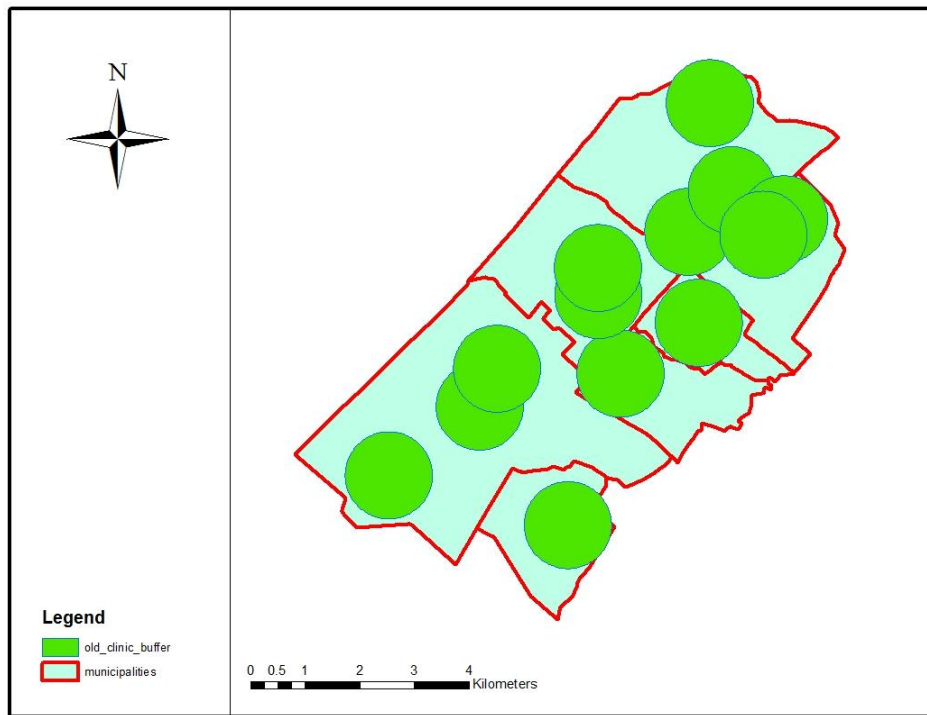 N
Legend
old_clinic_buffer
municipalities
0 0.5 1 2 3 4
Kilometers